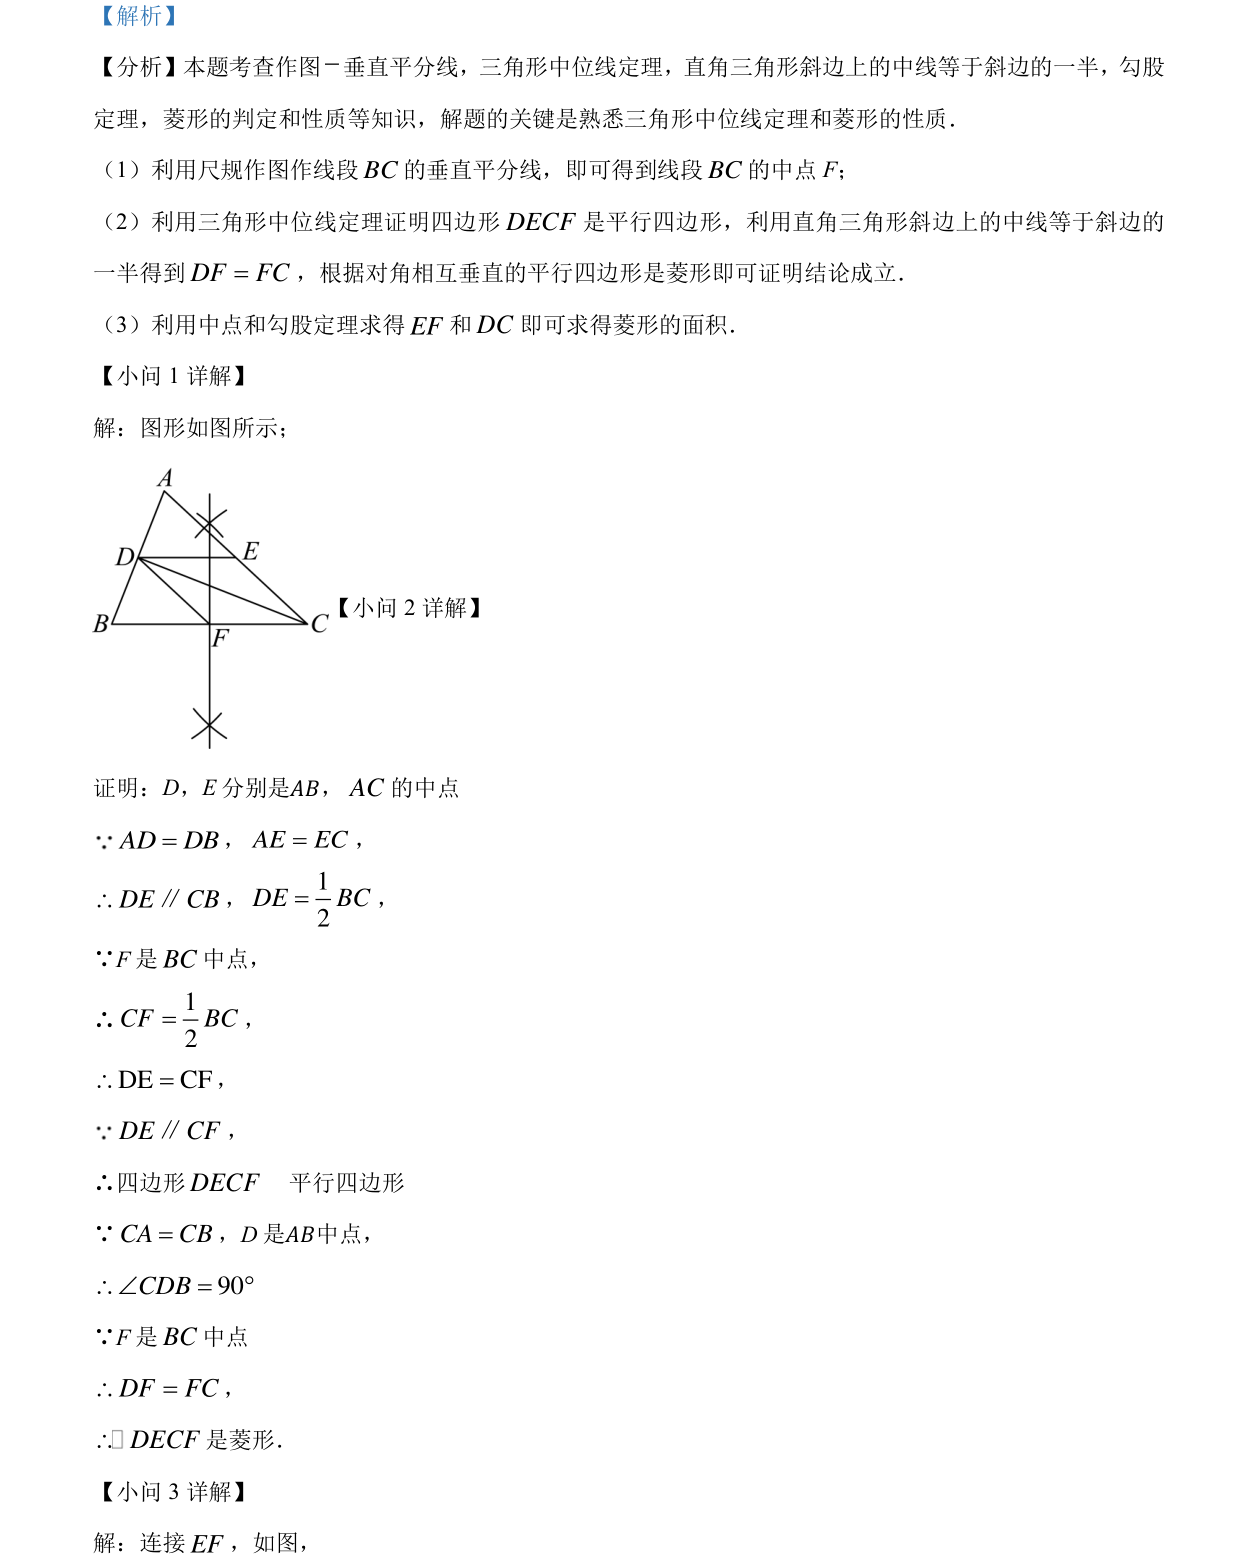 【解析】
【分析】本题考查作图－垂直平分线，三角形中位线定理，直角三角形斜边上的中线等于斜边的一半，勾股
定理，菱形的判定和性质等知识，解题的关键是熟悉三角形中位线定理和菱形的性质．
（1）利用尺规作图作线段BC的垂直平分线，即可得到线段BC的中点F；
（2）利用三角形中位线定理证明四边形DECF是平行四边形，利用直角三角形斜边上的中线等于斜边的
一半得到DF = FC，根据对角相互垂直的平行四边形是菱形即可证明结论成立．
（3）利用中点和勾股定理求得EF和DC即可求得菱形的面积．
【小问 1 详解】
解：图形如图所示；
A
D
E
B
F
C
【小问 2 详解】
证明：D，E分别是AB，AC的中点
∵AD = DB，AE = EC，
∴DE∥CB，DE = \frac{1}{2}BC，
∵F是BC中点，
∴CF = \frac{1}{2}BC，
∴DE = CF，
∵DE∥CF，
∴四边形DECF 平行四边形
∵CA = CB，D是AB中点，
∴∠CDB = 90°
∵F是BC中点
∴DF = FC，
∴□DECF是菱形．
【小问 3 详解】
解：连接EF，如图，